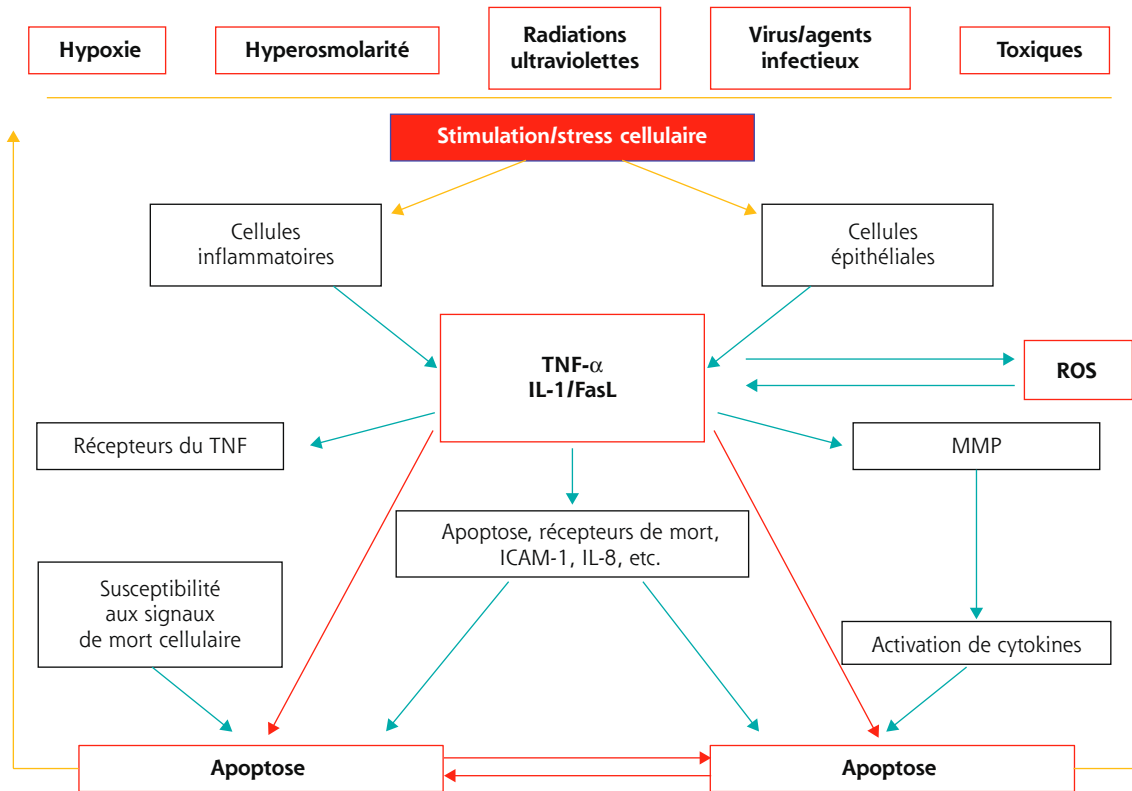 Hypoxie
Hyperosmolarité
Radiations
ultraviolettes
Virus/agents
infectieux
Toxiques
Stimulation/stress cellulaire
Cellules
inflammatoires
Cellules
épithéliales
TNF-α
IL-1/FasL
ROS
Récepteurs du TNF
MMP
Apoptose, récepteurs de mort,
ICAM-1, IL-8, etc.
Susceptibilité
aux signaux
de mort cellulaire
Activation de cytokines
Apoptose
Apoptose